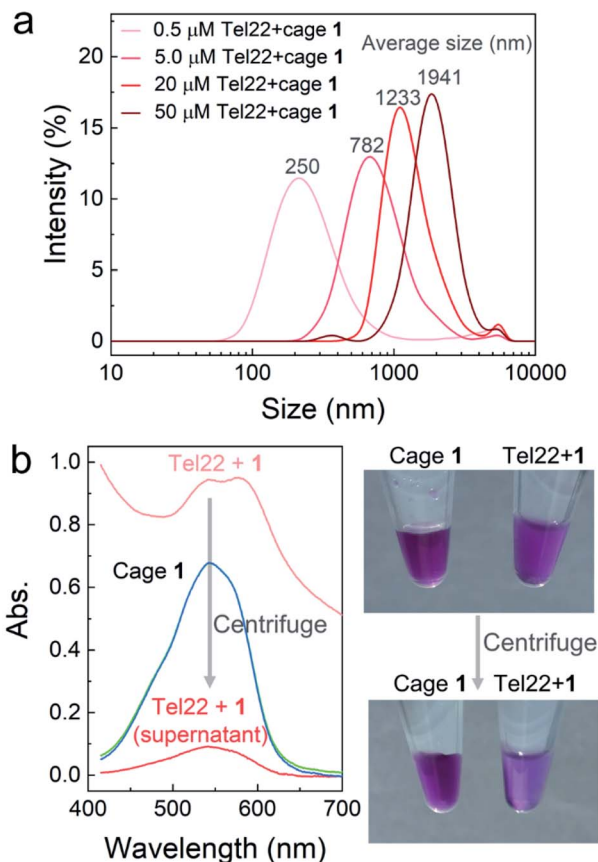 a
0.5 μM Tel22+cage 1
5.0 μM Tel22+cage 1
20 μM Tel22+cage 1
50 μM Tel22+cage 1
Average size (nm)
1941
1233
782
250
Intensity (%)
20
15
10
5
0
10
100
1000
10000
Size (nm)
b
Abs.
1.0
0.8
0.6
0.4
0.2
0.0
Tel22 + 1
Cage 1
Centrifuge
Tel22 + 1
(supernatant)
400
500
600
700
Wavelength (nm)
Cage 1
Tel22+1
Centrifuge
Cage 1
Tel22+1